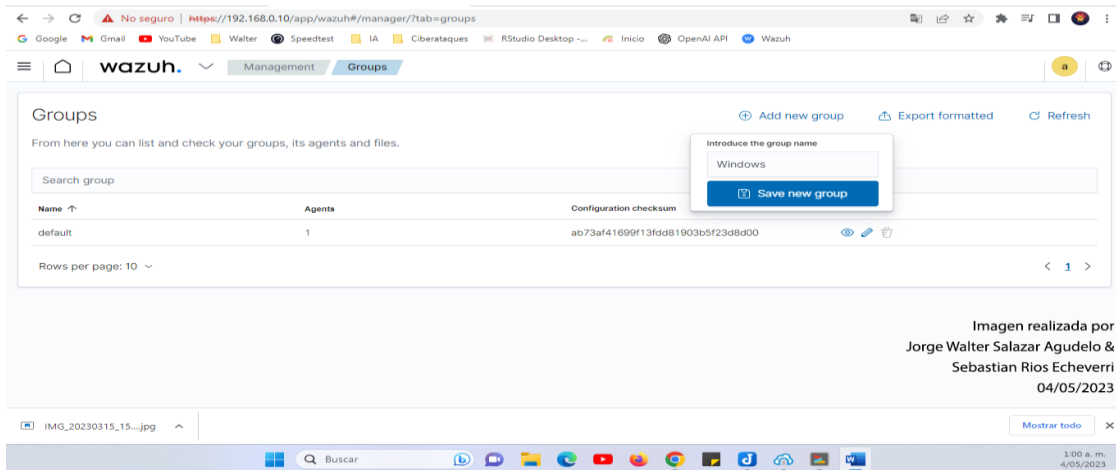 No seguro | https://192.168.0.10/app/wazuh#/manager/?tab=groups
Google Gmail YouTube Walter Speedtest IA Ciberataques RStudio Desktop -... Inicio OpenAI API Wazuh
wazuh. Management Groups a
Groups Add new group Export formatted Refresh
From here you can list and check your groups, its agents and files.
Introduce the group name
Windows
Search group
Save new group
Name Agents Configuration checksum
default 1 ab73af41699f13fdd81903b5f23d8d00
Rows per page: 10 1
Imagen realizada por
Jorge Walter Salazar Agudelo &
Sebastian Rios Echeverri
04/05/2023
IMG_20230315_15....jpg Mostrar todo
Buscar 1:00 a. m.
4/05/2023